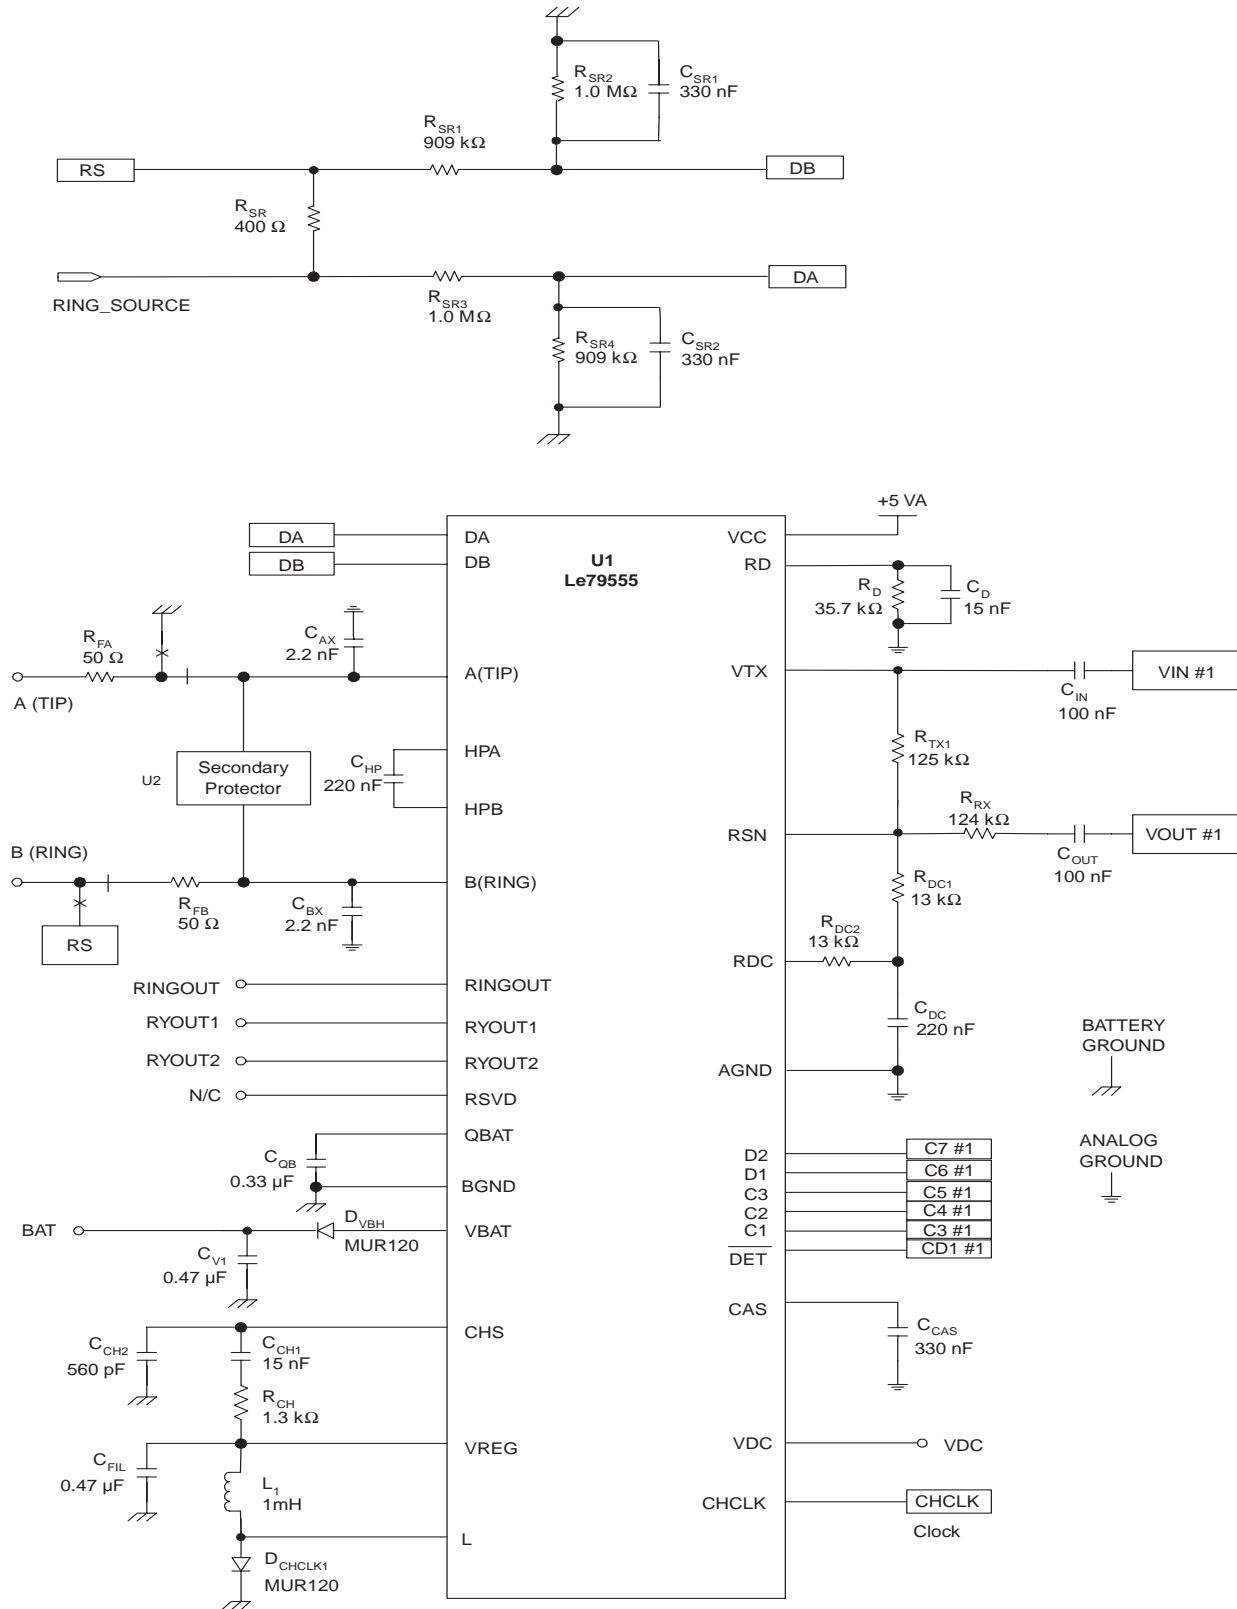 R_SR2
1.0 MΩ
C_SR1
330 nF
R_SR1
909 kΩ
RS
DB
R_SR
400 Ω
DA
RING_SOURCE
R_SR3
1.0 MΩ
R_SR4
909 kΩ
C_SR2
330 nF
+5 VA
DA
DB
DA
DB
U1
Le79555
VCC
RD
R_D
35.7 kΩ
C_D
15 nF
R_FA
50 Ω
C_AX
2.2 nF
A (TIP)
A(TIP)
VTX
C_IN
100 nF
VIN #1
U2
Secondary
Protector
C_HP
220 nF
HPA
HPB
R_TX1
125 kΩ
R_RX
124 kΩ
RSN
C_OUT
100 nF
VOUT #1
B (RING)
R_FB
50 Ω
RS
C_BX
2.2 nF
B(RING)
R_DC1
13 kΩ
R_DC2
13 kΩ
RDC
C_DC
220 nF
AGND
RINGOUT
RINGOUT
RYOUT1
RYOUT1
RYOUT2
RYOUT2
N/C
RSVD
BATTERY
GROUND
ANALOG
GROUND
QBAT
C_QB
0.33 µF
BGND
D2
C7 #1
D1
C6 #1
C3
C5 #1
C2
C4 #1
C1
C3 #1
DET
CD1 #1
BAT
D_VBH
MUR120
VBAT
C_V1
0.47 µF
CAS
C_CAS
330 nF
CHS
C_CH2
560 pF
C_CH1
15 nF
R_CH
1.3 kΩ
VREG
C_FIL
0.47 µF
L_1
1mH
L
D_CHCLK1
MUR120
VDC
VDC
CHCLK
CHCLK
Clock